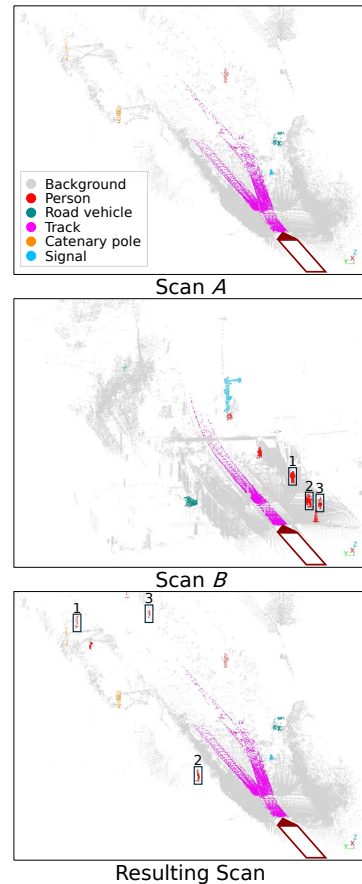 Background
Person
Road vehicle
Track
Catenary pole
Signal
Z
Y X
Scan A
1
2 3
Z
Y X
Scan B
1
3
2
Z
Y X
Resulting Scan